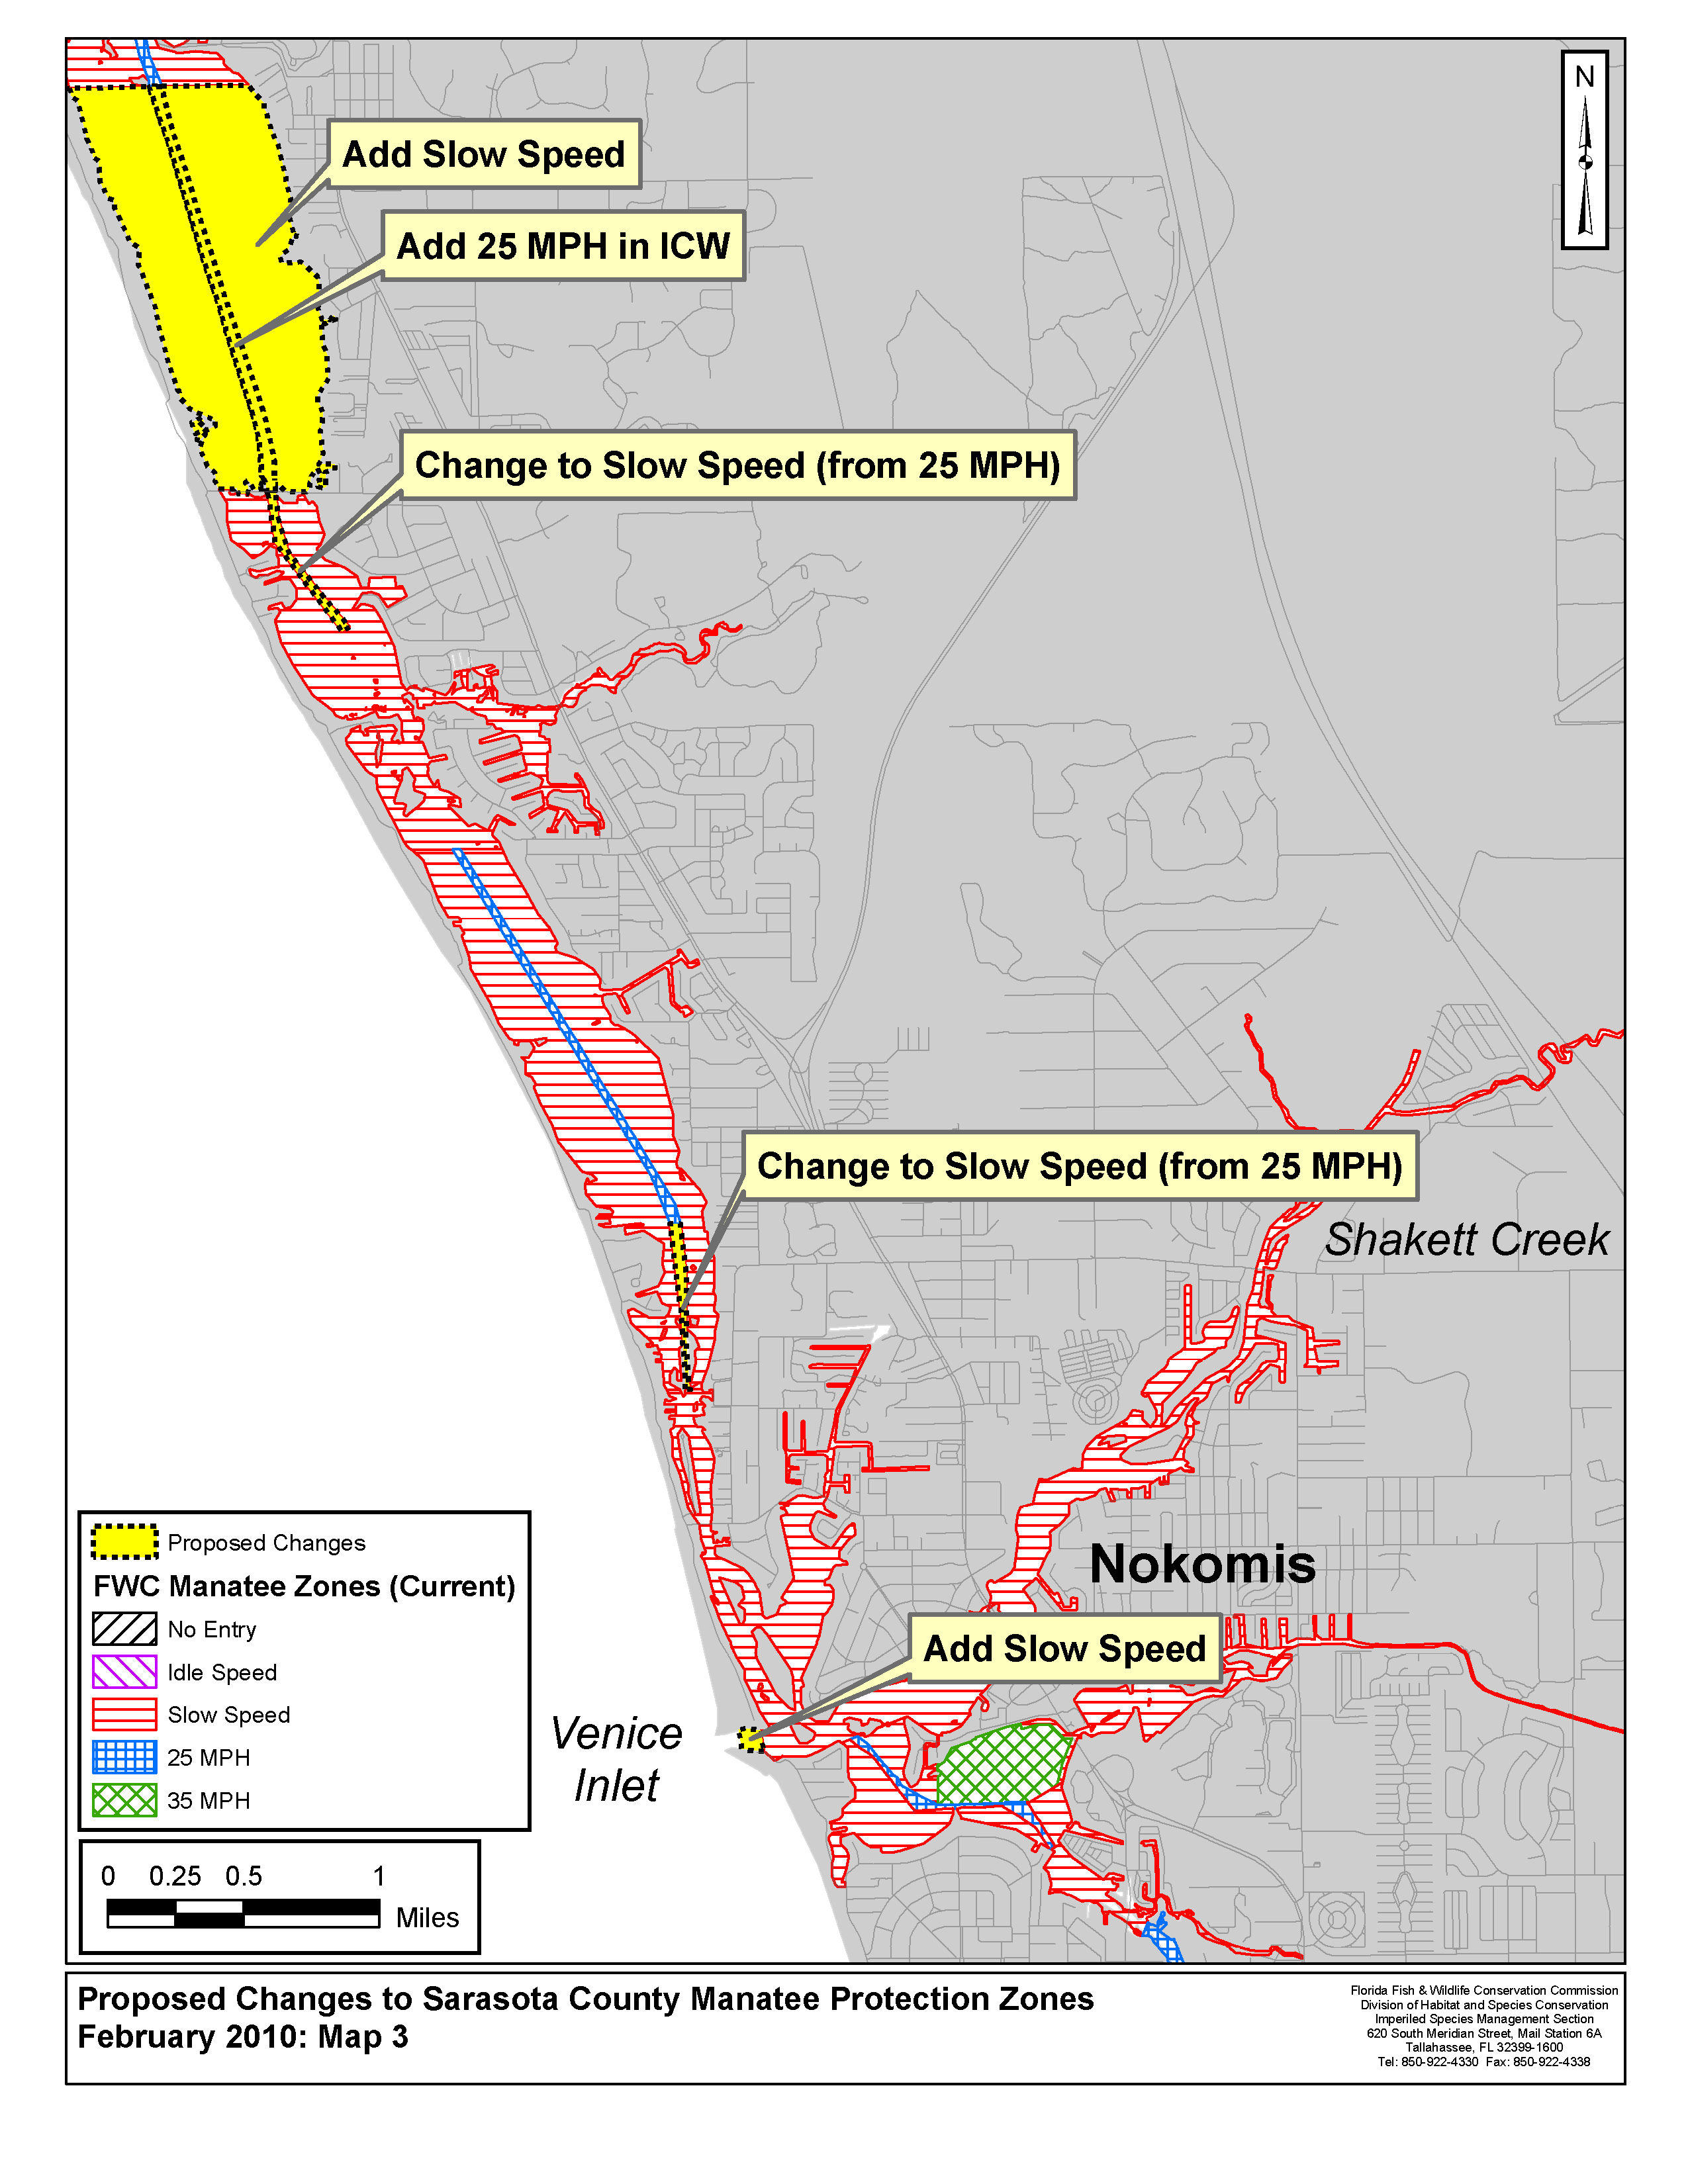 N
Add Slow Speed
Add 25 MPH in ICW
Change to Slow Speed (from 25 MPH)
Change to Slow Speed (from 25 MPH)
Shakett Creek
Nokomis
Add Slow Speed
Venice
Inlet
Proposed Changes
FWC Manatee Zones (Current)
No Entry
Idle Speed
Slow Speed
25 MPH
35 MPH
0 0.25 0.5 1
Miles
Proposed Changes to Sarasota County Manatee Protection Zones
February 2010: Map 3
Florida Fish & Wildlife Conservation Commission
Division of Habitat and Species Conservation
Imperiled Species Management Section
620 South Meridian Street, Mail Station 6A
Tallahassee, FL 32399-1600
Tel: 850-922-4330 Fax: 850-922-4338